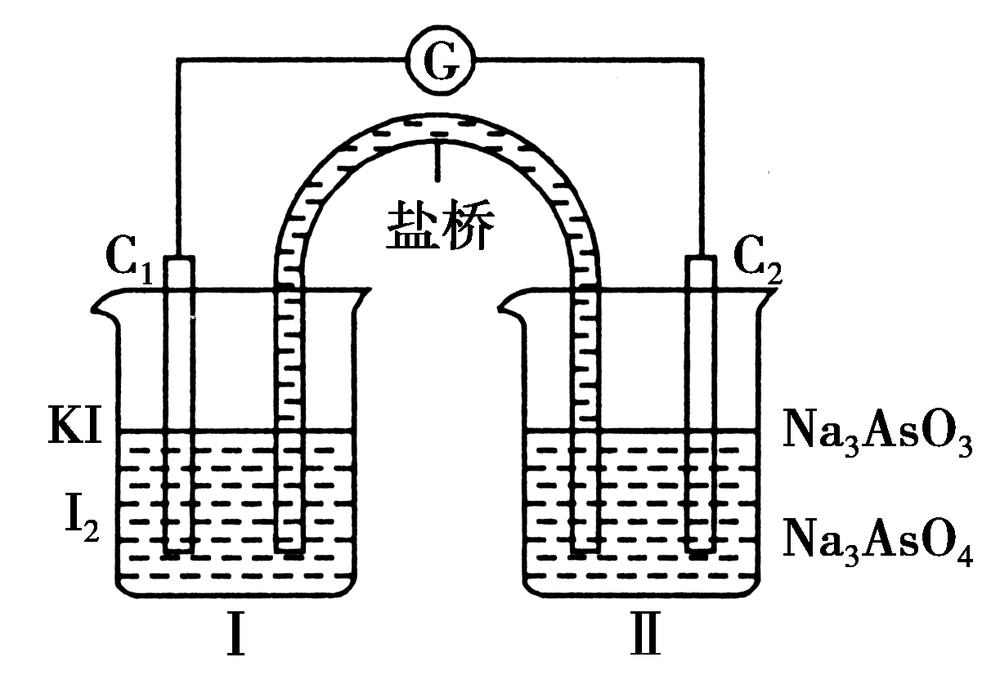 G
盐桥
C₁
C₂
KI
I₂
Na₃AsO₃
Na₃AsO₄
Ⅰ
Ⅱ